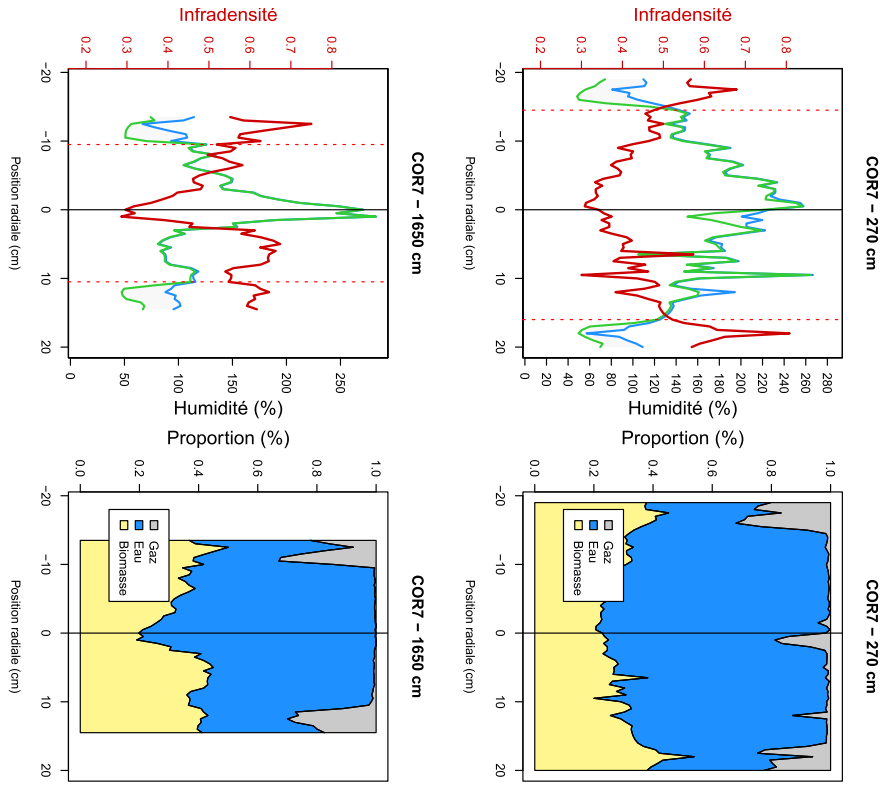 COR7 − 270 cm
Infradensité
0.2 0.3 0.4 0.5 0.6 0.7 0.8
−20 −10 0 10 20
Position radiale (cm)
0 20 40 60 80 100 120 140 160 180 200 220 240 260 280
Humidité (%)
COR7 − 270 cm
Proportion (%)
0.0 0.2 0.4 0.6 0.8 1.0
Gaz
Eau
Biomasse
−20 −10 0 10 20
Position radiale (cm)
COR7 − 1650 cm
Infradensité
0.2 0.3 0.4 0.5 0.6 0.7 0.8
−20 −10 0 10 20
Position radiale (cm)
0 50 100 150 200 250
Humidité (%)
COR7 − 1650 cm
Proportion (%)
0.0 0.2 0.4 0.6 0.8 1.0
Gaz
Eau
Biomasse
−20 −10 0 10 20
Position radiale (cm)